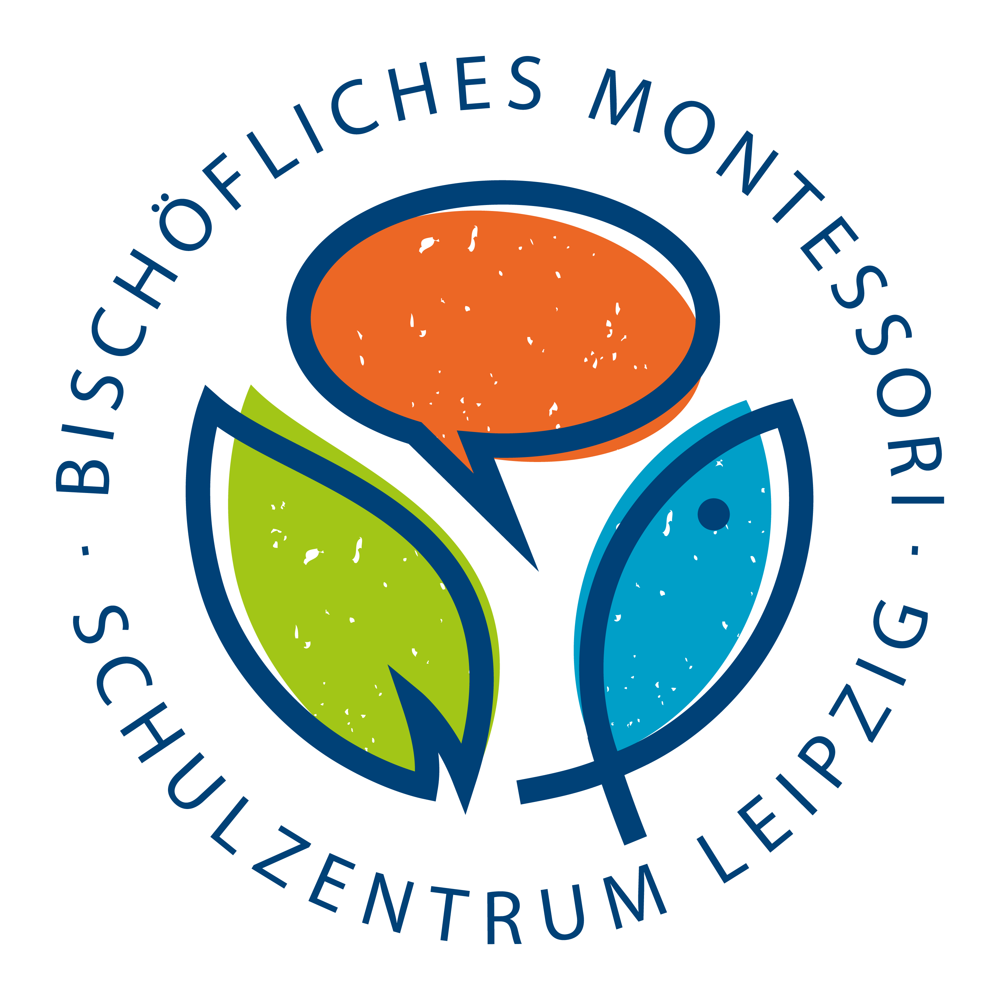 BISCHÖFLICHES MONTESSORI ·
SCHULZENTRUM LEIPZIG ·